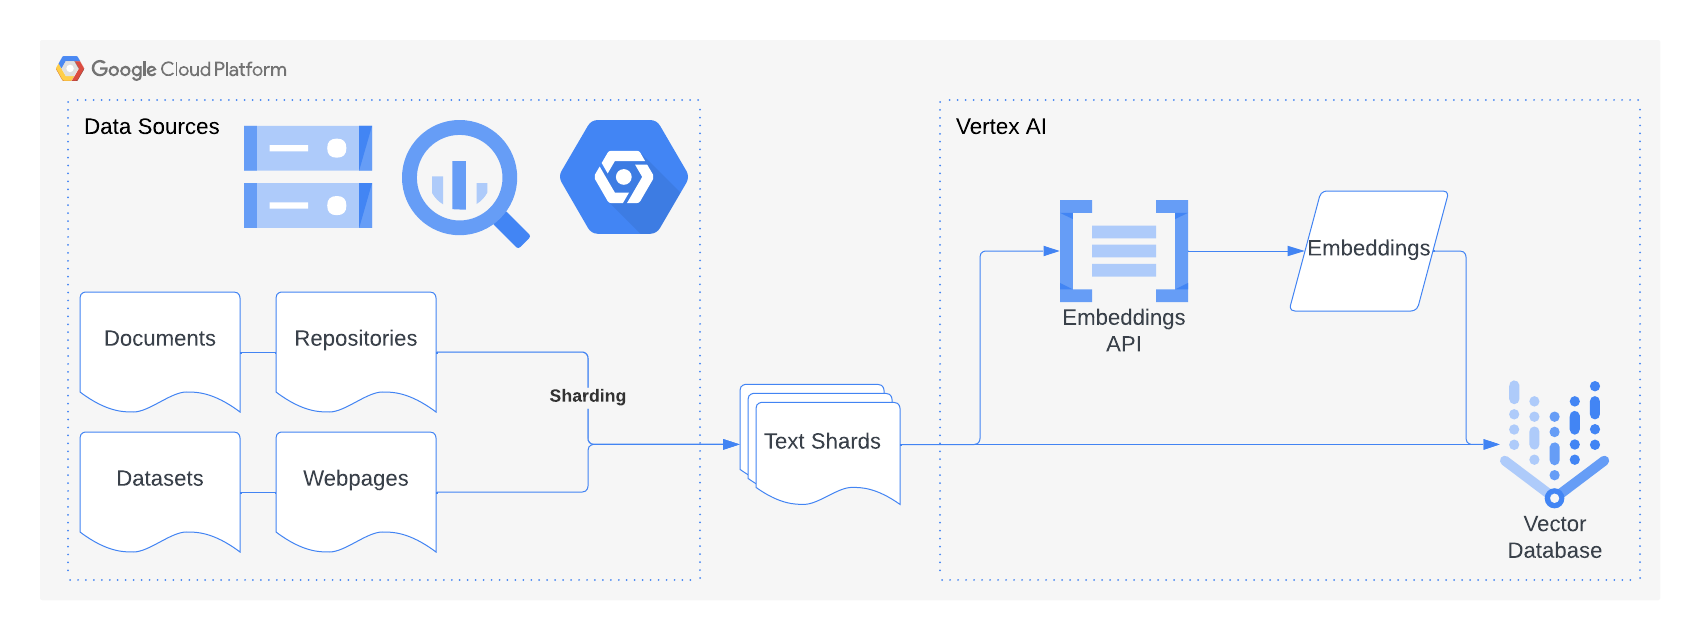 Google Cloud Platform
Data Sources
Vertex AI
Documents
Repositories
Datasets
Webpages
Sharding
Text Shards
Embeddings
API
Embeddings
Vector
Database